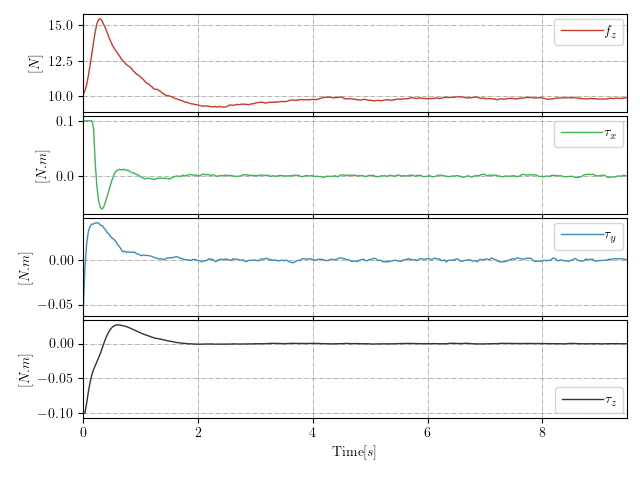 15.0
12.5
10.0
[N]
f_z
0.1
0.0
[N.m]
τ_x
0.00
−0.05
[N.m]
τ_y
0.00
−0.05
−0.10
[N.m]
τ_z
0 2 4 6 8
Time[s]